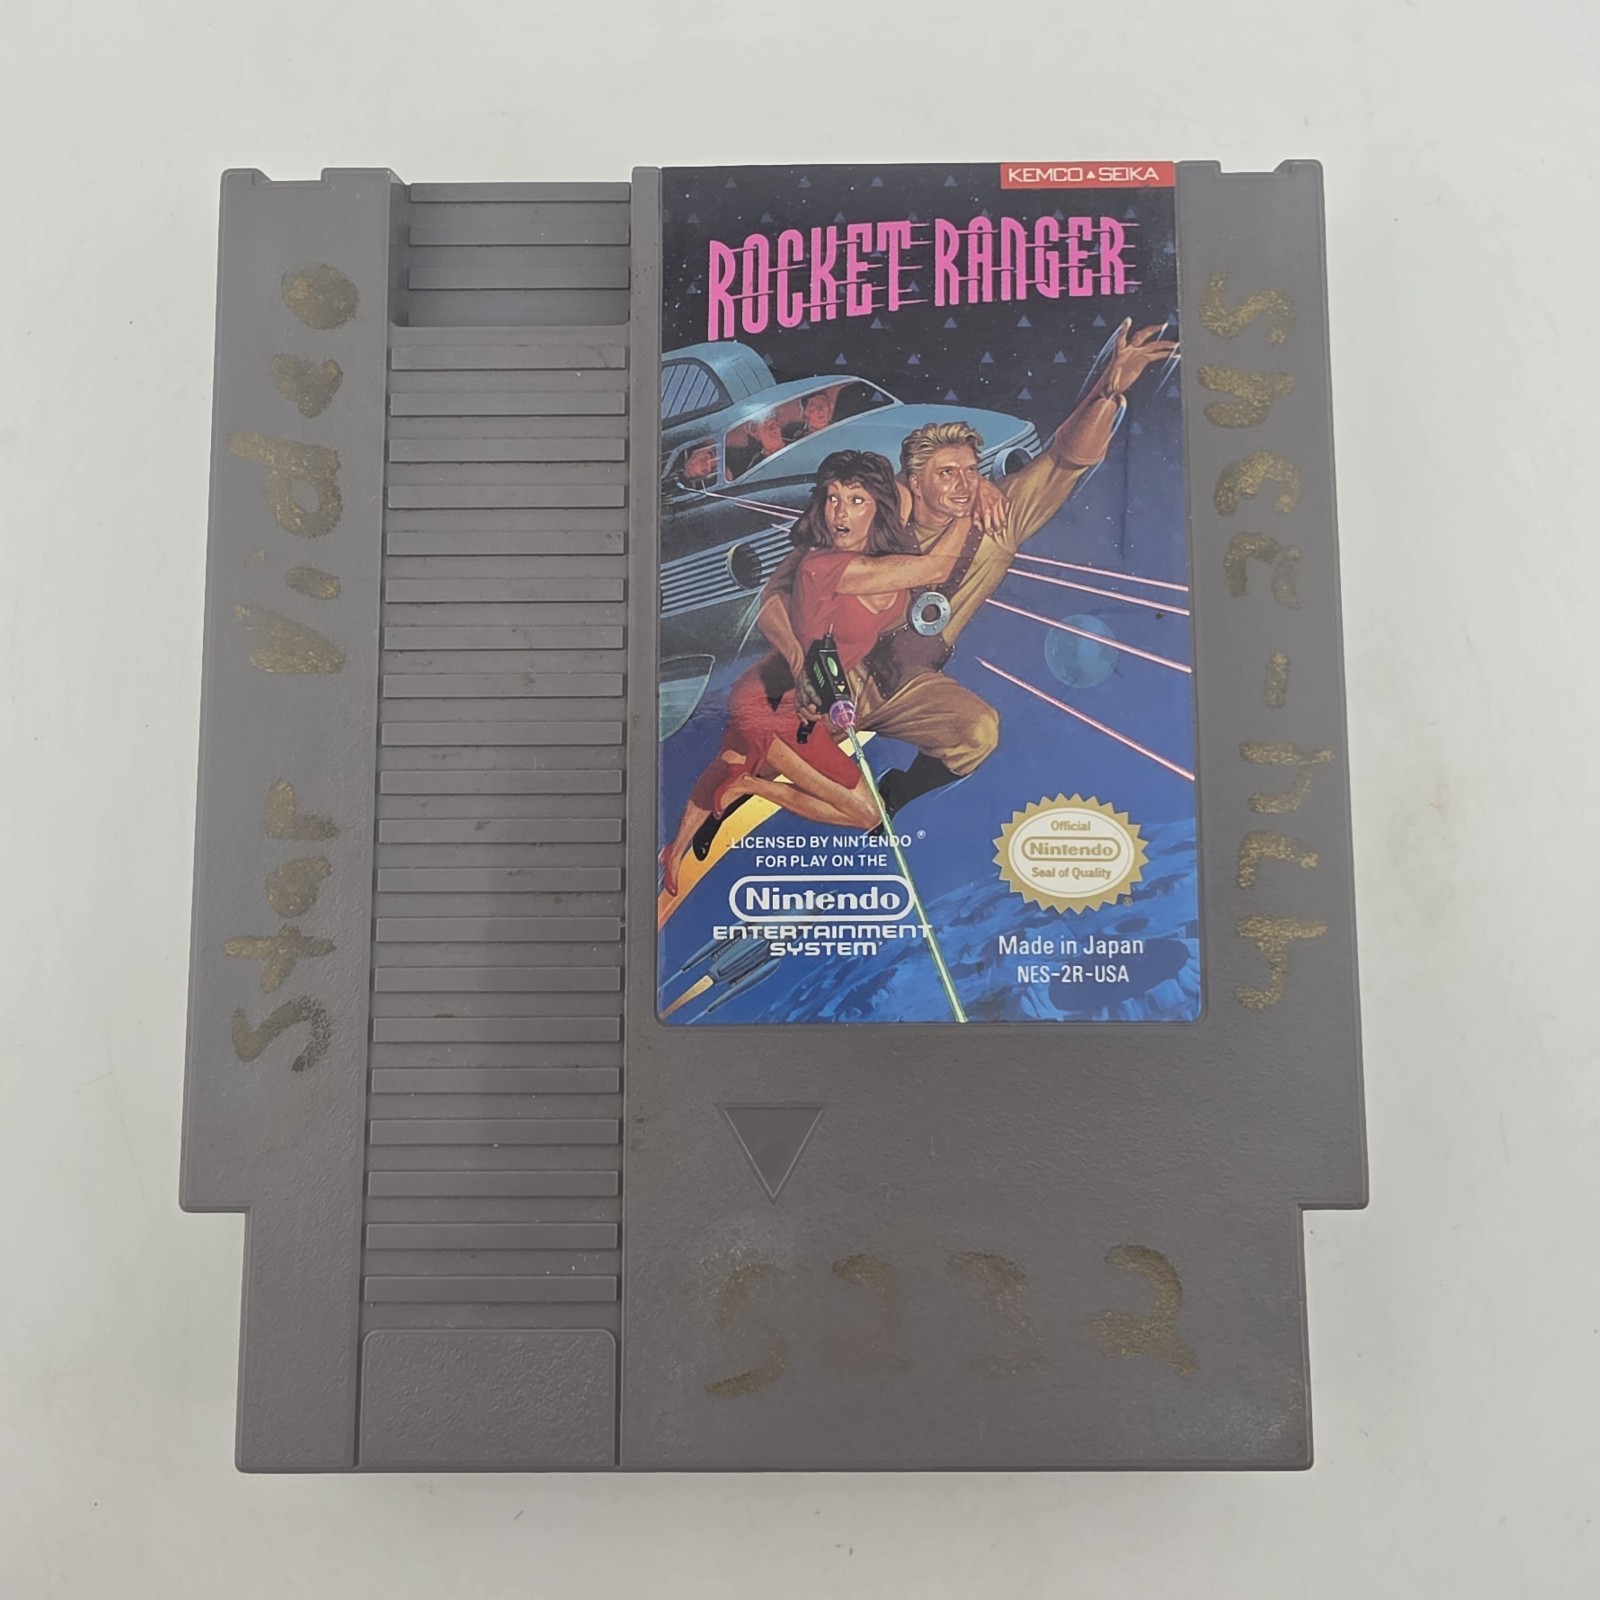 KEMCO▲SEIKA
ROCKET RANGER
Star Video
LICENSED BY NINTENDO®
FOR PLAY ON THE
Nintendo
ENTERTAINMENT
SYSTEM
Official
Nintendo
Seal of Quality
®
Made in Japan
NES-2R-USA